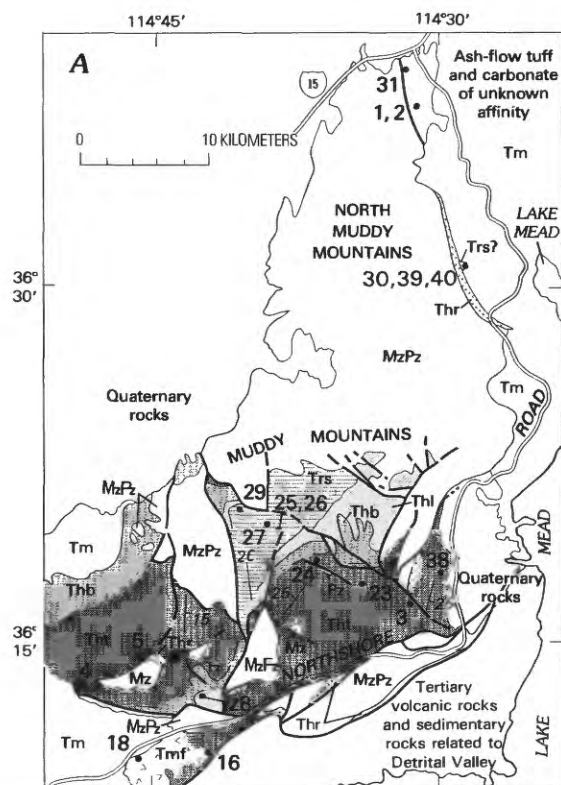 114°45'
114°30'
A
15
31
1, 2
Ash-flow tuff
and carbonate
of unknown
affinity
10 KILOMETERS
0
Tm
NORTH
MUDDY
MOUNTAINS
LAKE
MEAD
Trs?
30,39,40
Thr
36°
30'
MzPz
Tm
Quaternary
rocks
ROAD
MUDDY
MOUNTAINS
MzPz
Trs
29
25,26
Thl
Thb
27
MzPz
Tm
38
MEAD
Quaternary
rocks
Thb
24
23
3
36°
15'
5
4
Mz
MzPz
NORTHSHORE
MzPz
28
MzPz
Thr
Tertiary
volcanic rocks
and sedimentary
rocks related to
Detrital Valley
LAKE
Tm
18
Tmf
16